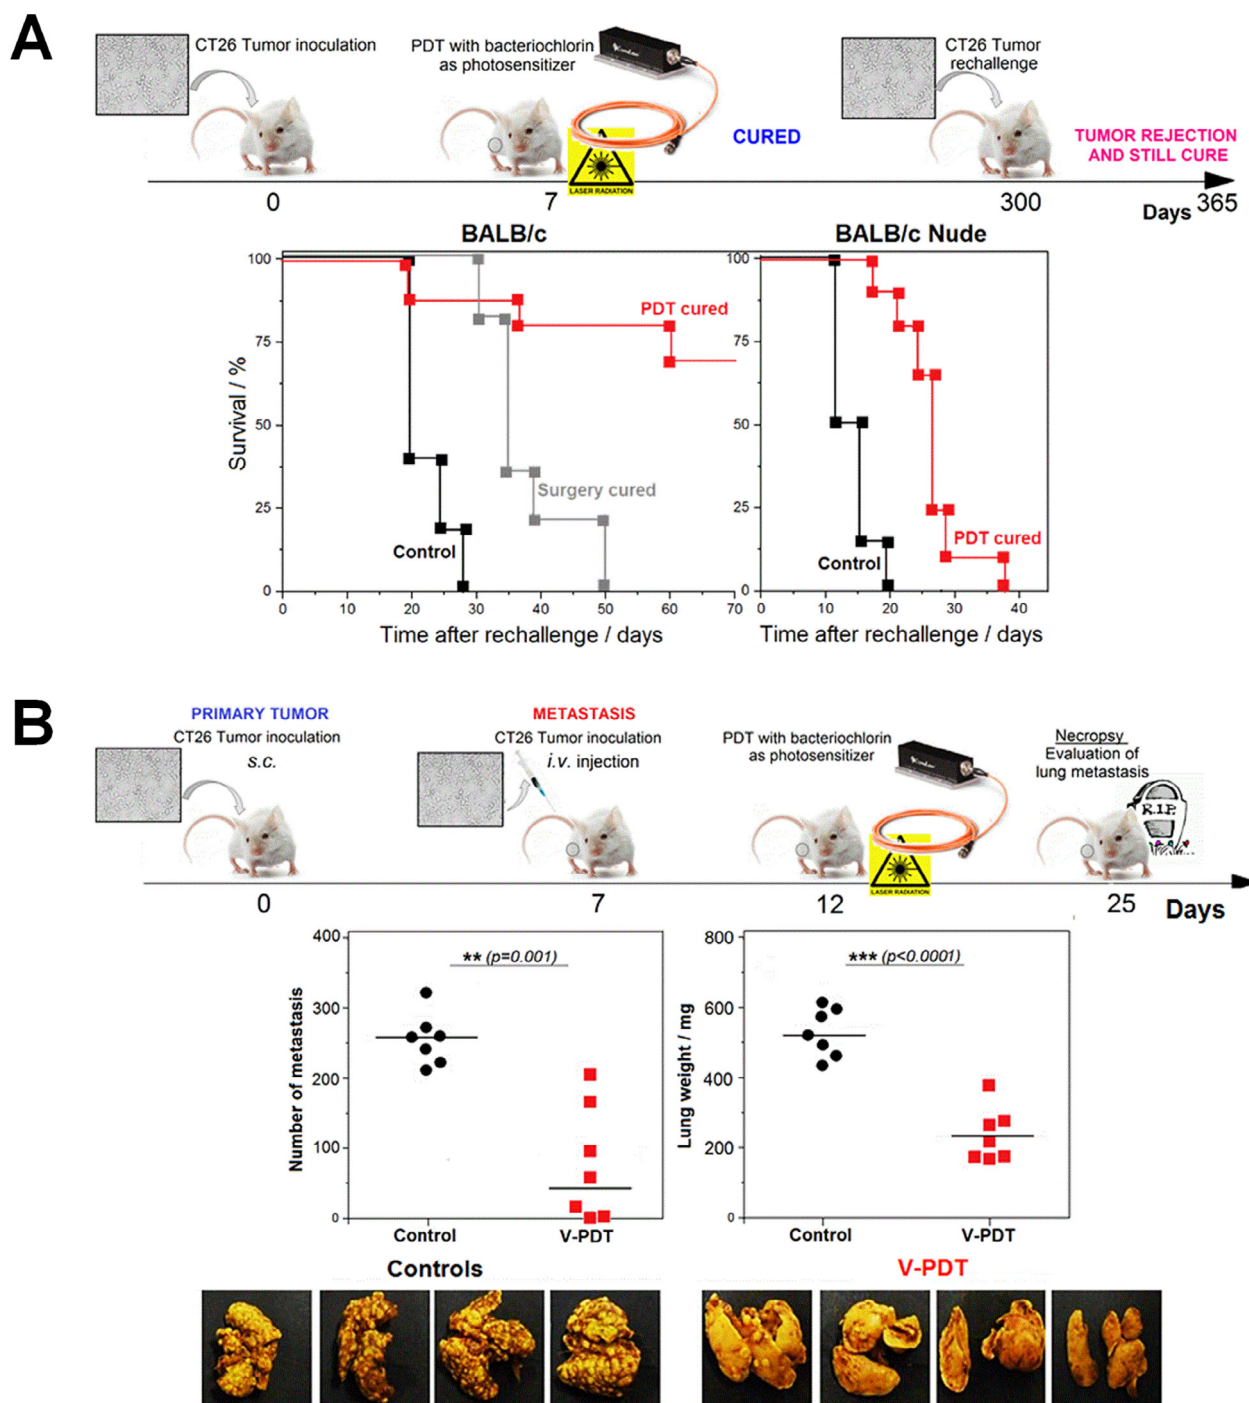 A
CT26 Tumor inoculation
PDT with bacteriochlorin
as photosensitizer
CT26 Tumor
rechallenge
LASER RADIATION
CURED
TUMOR REJECTION
AND STILL CURE
0
7
300
Days
365
BALB/c
BALB/c Nude
Survival / %
100
75
50
25
0
PDT cured
Surgery cured
Control
0 10 20 30 40 50 60 70
Time after rechallenge / days
100
75
50
25
0
PDT cured
Control
0 10 20 30 40
Time after rechallenge / days
B
PRIMARY TUMOR
CT26 Tumor inoculation
s.c.
METASTASIS
CT26 Tumor inoculation
i.v. injection
PDT with bacteriochlorin
as photosensitizer
LASER RADIATION
Necropsy
Evaluation of
lung metastasis
R.I.P.
0
7
12
25
Days
Number of metastasis
400
300
200
100
0
** (p=0.001)
Control
V-PDT
Lung weight / mg
800
600
400
200
0
*** (p<0.0001)
Control
V-PDT
Controls
V-PDT